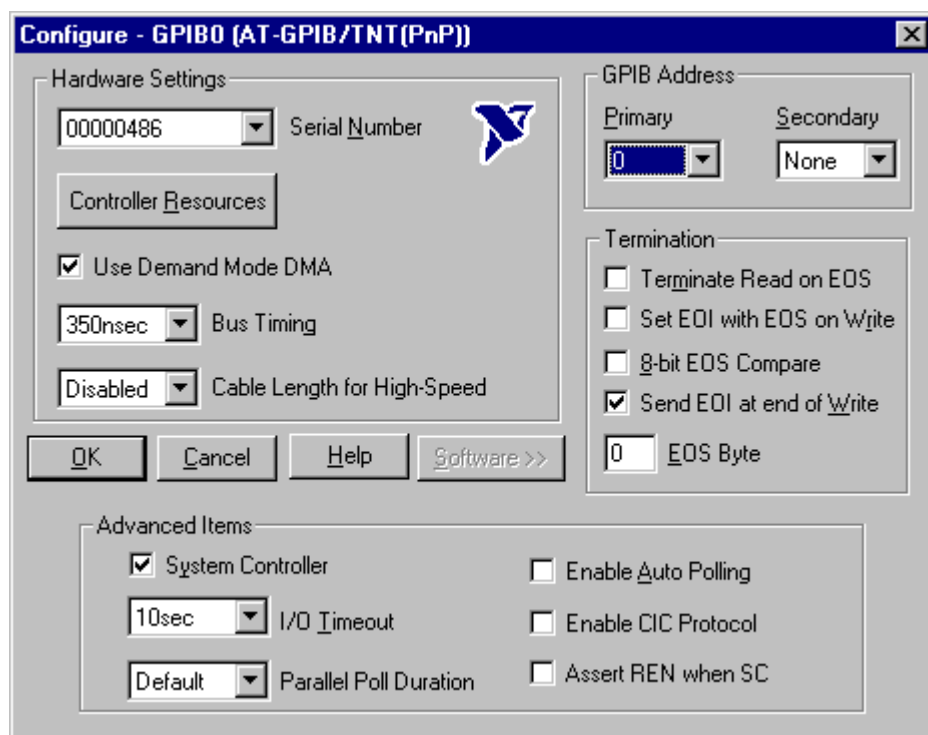 Configure - GPIB0 (AT-GPIB/TNT(PnP))
Hardware Settings
00000486
Serial Number
Controller Resources
Use Demand Mode DMA
350nsec
Bus Timing
Disabled
Cable Length for High-Speed
GPIB Address
Primary
Secondary
0
None
Termination
Terminate Read on EOS
Set EOI with EOS on Write
8-bit EOS Compare
Send EOI at end of Write
0
EOS Byte
OK
Cancel
Help
Software >>
Advanced Items
System Controller
10sec
I/O Timeout
Default
Parallel Poll Duration
Enable Auto Polling
Enable CIC Protocol
Assert REN when SC